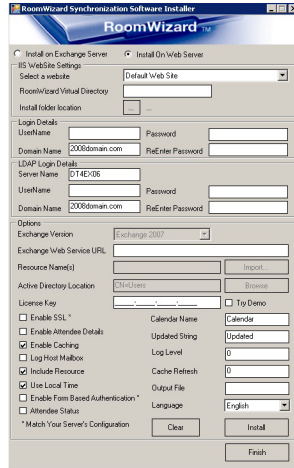 RoomWizard Synchronization Software Installer
RoomWizard TM
Install on Exchange Server Install On Web Server
IIS WebSite Settings
Select a website Default Web Site
RoomWizard Virtual Directory
Install folder location ... ...
Login Details
UserName Password
Domain Name 2008domain.com ReEnter Password
LDAP Login Details
Server Name DT4EX06
UserName Password
Domain Name 2008domain.com ReEnter Password
Options
Exchange Version Exchange 2007
Exchange Web Service URL
Resource Name(s) Import...
Active Directory Location CN=Users Browse
License Key Try Demo
Enable SSL * Calendar Name Calendar
Enable Attendee Details Updated String Updated
Enable Caching
Log Host Mailbox Log Level 0
Include Resource Cache Refresh 0
Use Local Time Output File
Enable Form Based Authentication *
Attendee Status Language English
* Match Your Server's Configuration Clear Install
Finish